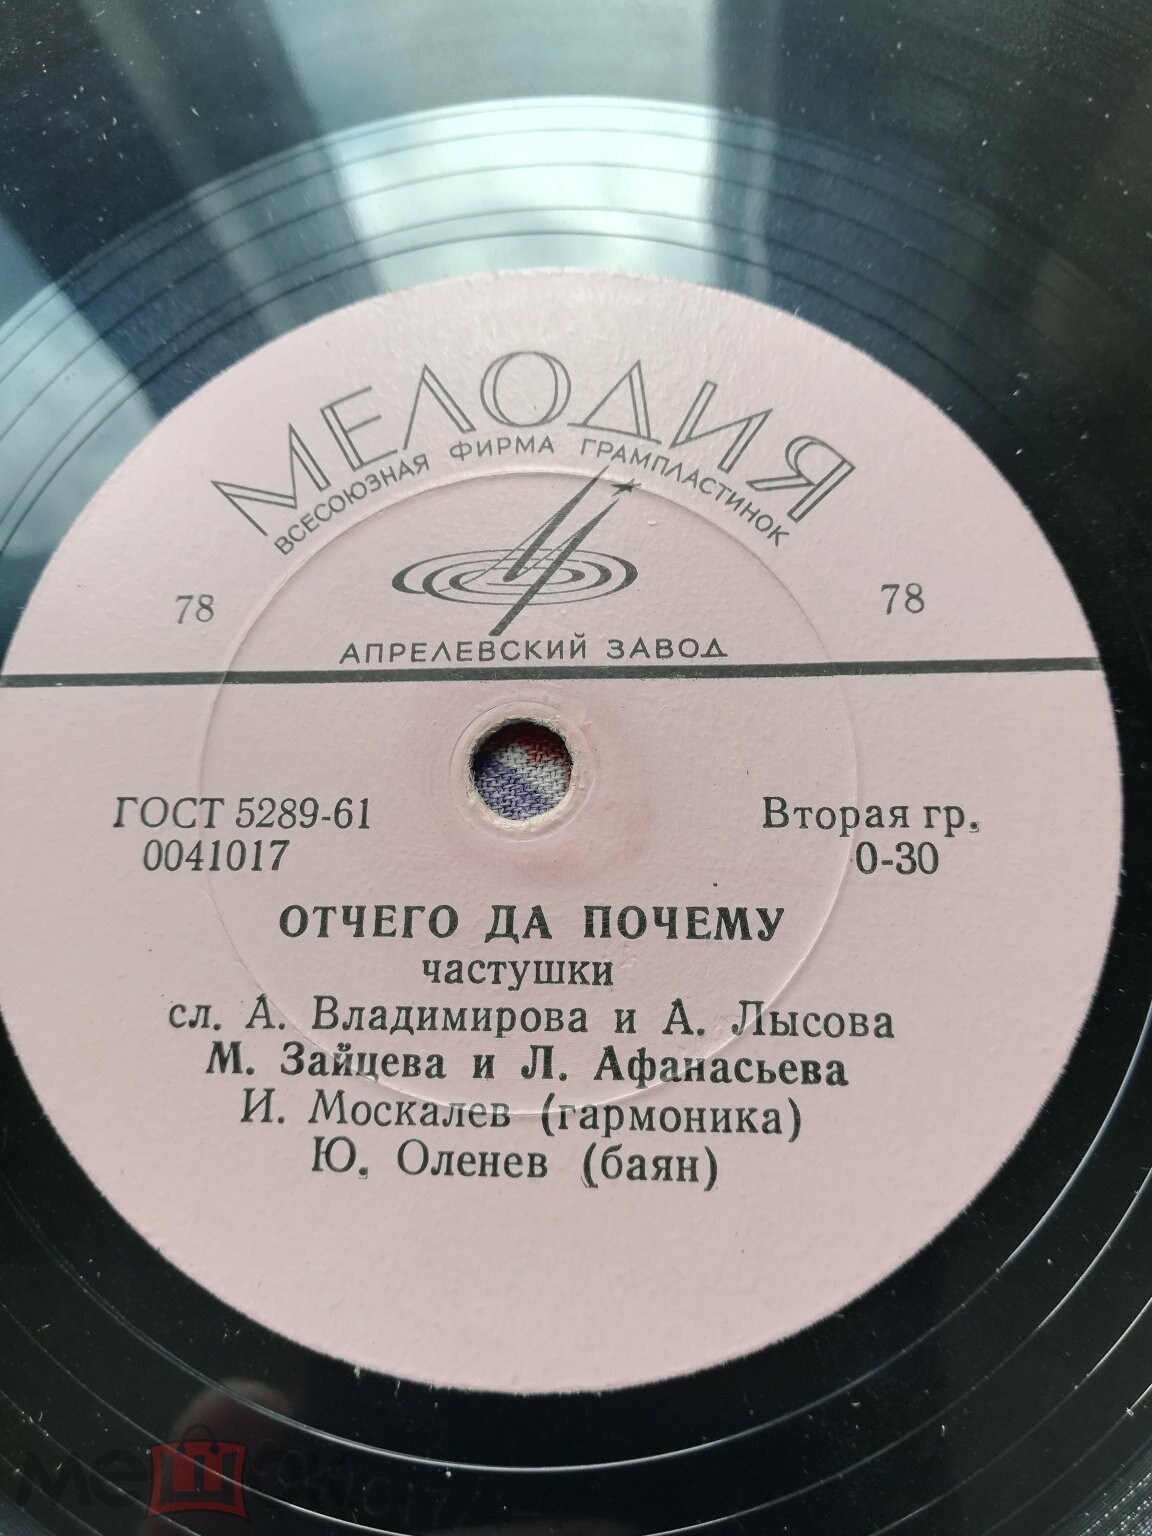 МЕЛОДИЯ
ВСЕСОЮЗНАЯ ФИРМА ГРАМПЛАСТИНОК
78 78
АПРЕЛЕВСКИЙ ЗАВОД
ГОСТ 5289-61 Вторая гр.
0041017 0-30
ОТЧЕГО ДА ПОЧЕМУ
частушки
сл. А. Владимирова и А. Лысова
М. Зайцева и Л. Афанасьева
И. Москалев (гармоника)
Ю. Оленев (баян)
мешок